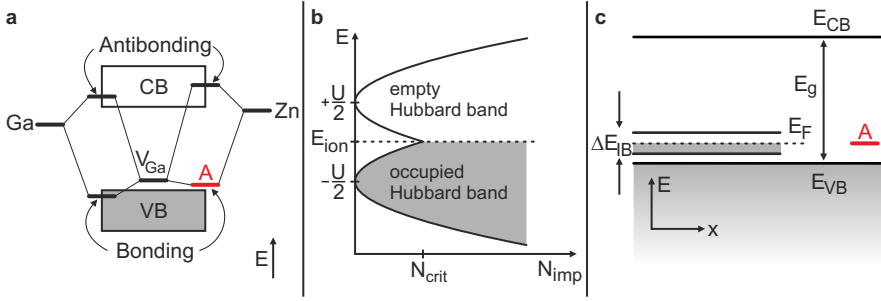 a
Antibonding
CB
Ga
Zn
V_Ga
A
VB
Bonding
E
b
E
+U/2
empty
Hubbard band
E_ion
-U/2
occupied
Hubbard band
N_crit
N_imp
c
E_CB
E_g
E_F
A
ΔE_IB
E_VB
E
x